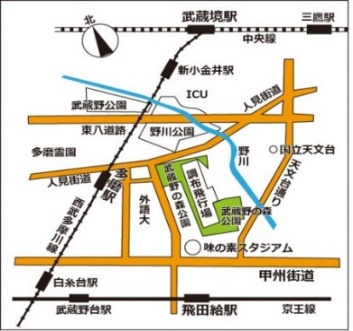 北
武蔵境駅
三鷹駅
中央線
新小金井駅
ICU
武蔵野公園
人見街道
東八道路
野川公園
多摩霊園
野川
国立天文台
人見街道
多磨駅
武蔵野の森公園
調布飛行場
天文台通り
外語大
武蔵野の森
公園
西武多摩川線
味の素スタジアム
白糸台駅
甲州街道
武蔵野台駅
飛田給駅
京王線